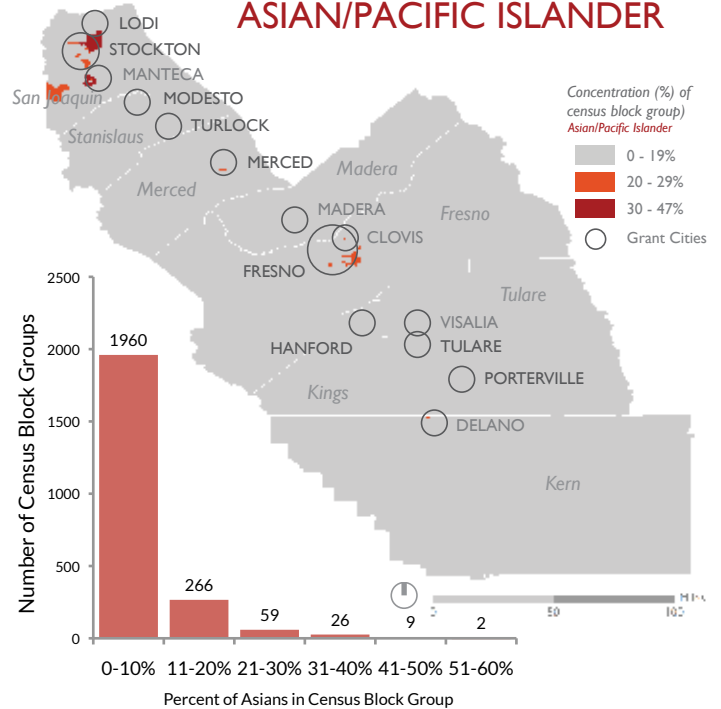 ASIAN/PACIFIC ISLANDER
LODI
STOCKTON
MANTECA
San Joaquin
MODESTO
TURLOCK
Stanislaus
MERCED
Merced
Madera
MADERA
Fresno
CLOVIS
FRESNO
Tulare
VISALIA
HANFORD
TULARE
PORTERVILLE
Kings
DELANO
Kern
Concentration (%) of
census block group)
Asian/Pacific Islander
0 - 19%
20 - 29%
30 - 47%
Grant Cities
0
50
100
Number of Census Block Groups
2500
2000
1500
1000
500
0
1960
266
59
26
9
2
0-10% 11-20% 21-30% 31-40% 41-50% 51-60%
Percent of Asians in Census Block Group